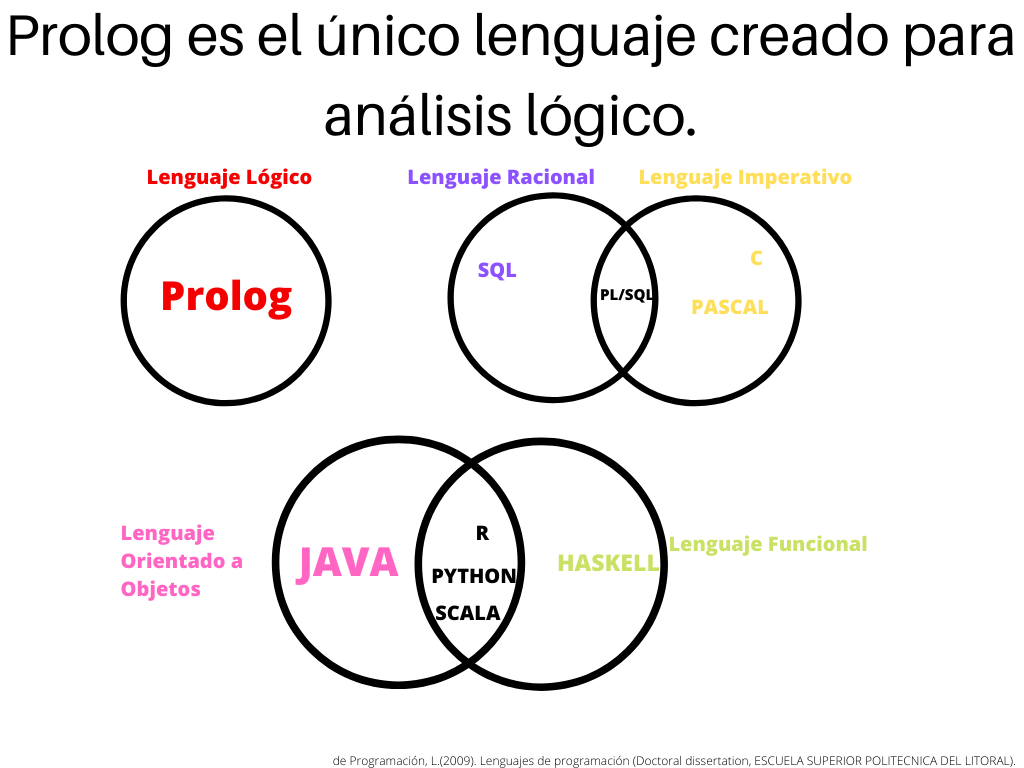 Prolog es el único lenguaje creado para
análisis lógico.
Lenguaje Lógico
Prolog
Lenguaje Racional
Lenguaje Imperativo
SQL
PL/SQL
C
PASCAL
Lenguaje
Orientado a
Objetos
JAVA
R
PYTHON
SCALA
HASKELL
Lenguaje Funcional
de Programación, L.(2009). Lenguajes de programación (Doctoral dissertation, ESCUELA SUPERIOR POLITECNICA DEL LITORAL).